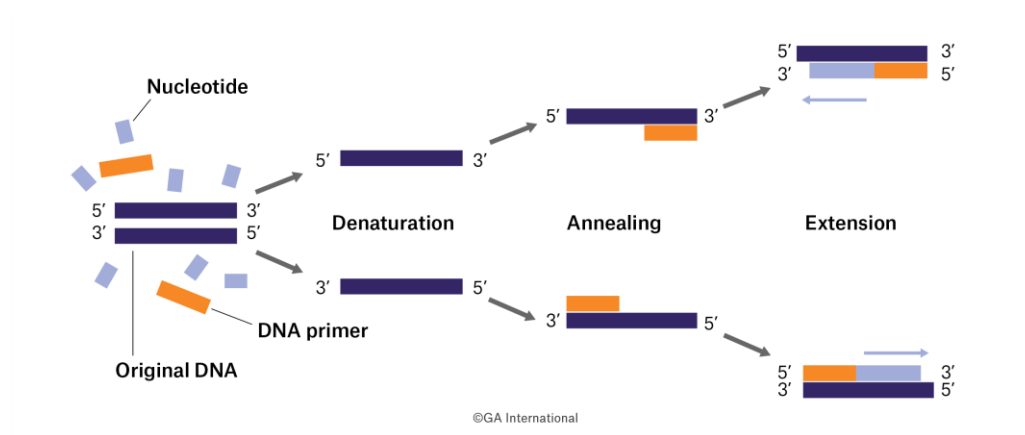 Nucleotide
5′ 3′
3′ 5′
DNA primer
Original DNA
5′ 3′
Denaturation
3′ 5′
5′ 3′
Annealing
3′ 5′
5′ 3′
3′ 5′
Extension
5′ 3′
3′ 5′
©GA International